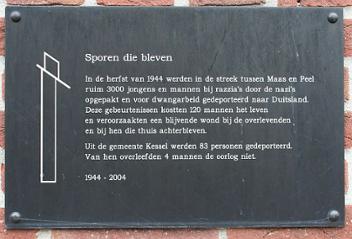 Sporen die bleven
In de herfst van 1944 werden in de streek tussen Maas en Peel
ruim 3000 jongens en mannen bij razzia's door de nazi's
opgepakt en voor dwangarbeid gedeporteerd naar Duitsland.
Deze gebeurtenissen kostten 120 mannen het leven
en veroorzaakten een blijvende wond bij de overlevenden
en bij hen die thuis achterbleven.
Uit de gemeente Kessel werden 83 personen gedeporteerd.
Van hen overleefden 4 mannen de oorlog niet.
1944 - 2004